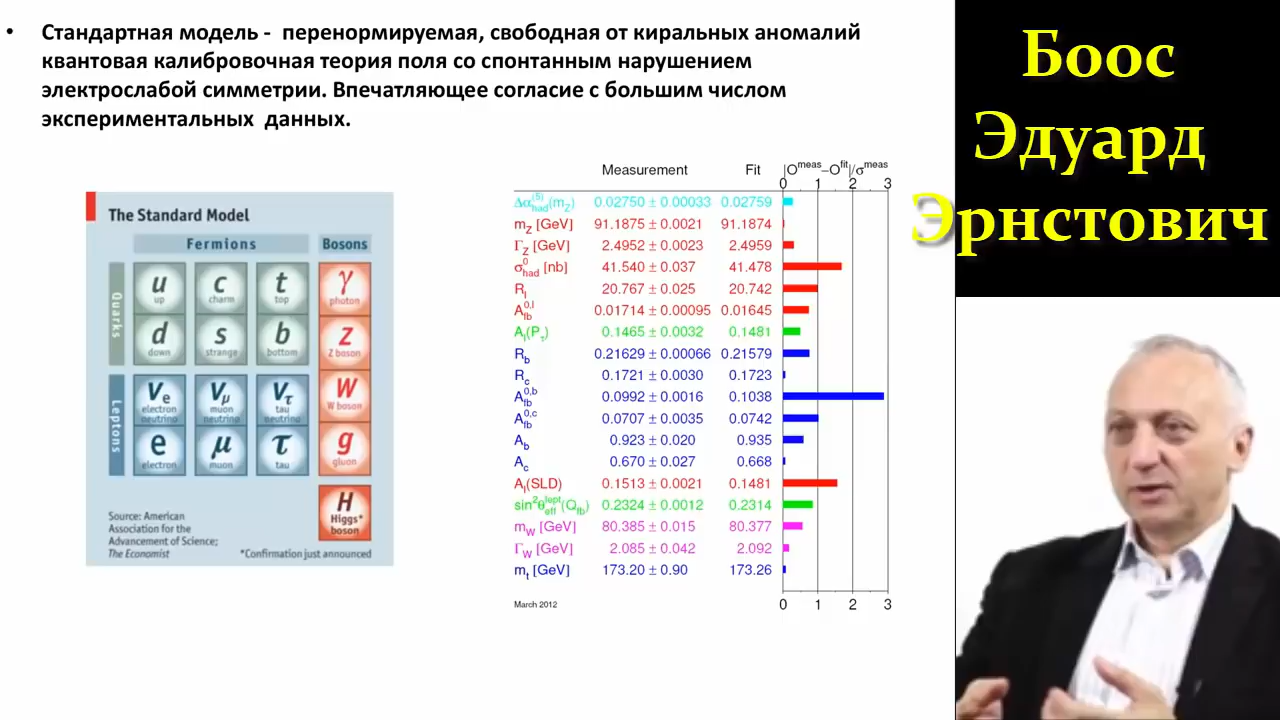 • Стандартная модель - перенормируемая, свободная от киральных аномалий
квантовая калибровочная теория поля со спонтанным нарушением
электрослабой симметрии. Впечатляющее согласие с большим числом
экспериментальных данных.
Боос
Эдуард
Эрнстович
The Standard Model
Fermions Bosons
Quarks
u c t γ
up charm top photon
d s b Z
down strange bottom Z boson
Leptons
νe νμ ντ W
electron neutrino muon neutrino tau neutrino W boson
e μ τ g
electron muon tau gluon
H
Higgs*
boson
Source: American
Association for the
Advancement of Science;
The Economist *Confirmation just announced
Measurement Fit |O^meas–O^fit|/σ^meas
0 1 2 3
Δα_had^(5)(m_Z) 0.02750 ± 0.00033 0.02759
m_Z [GeV] 91.1875 ± 0.0021 91.1874
Γ_Z [GeV] 2.4952 ± 0.0023 2.4959
σ_had^0 [nb] 41.540 ± 0.037 41.478
R_l 20.767 ± 0.025 20.742
A_fb^0,l 0.01714 ± 0.00095 0.01645
A_l(P_τ) 0.1465 ± 0.0032 0.1481
R_b 0.21629 ± 0.00066 0.21579
R_c 0.1721 ± 0.0030 0.1723
A_fb^0,b 0.0992 ± 0.0016 0.1038
A_fb^0,c 0.0707 ± 0.0035 0.0742
A_b 0.923 ± 0.020 0.935
A_c 0.670 ± 0.027 0.668
A_l(SLD) 0.1513 ± 0.0021 0.1481
sin²θ_eff^lept(Q_fb) 0.2324 ± 0.0012 0.2314
m_W [GeV] 80.385 ± 0.015 80.377
Γ_W [GeV] 2.085 ± 0.042 2.092
m_t [GeV] 173.20 ± 0.90 173.26
March 2012 0 1 2 3